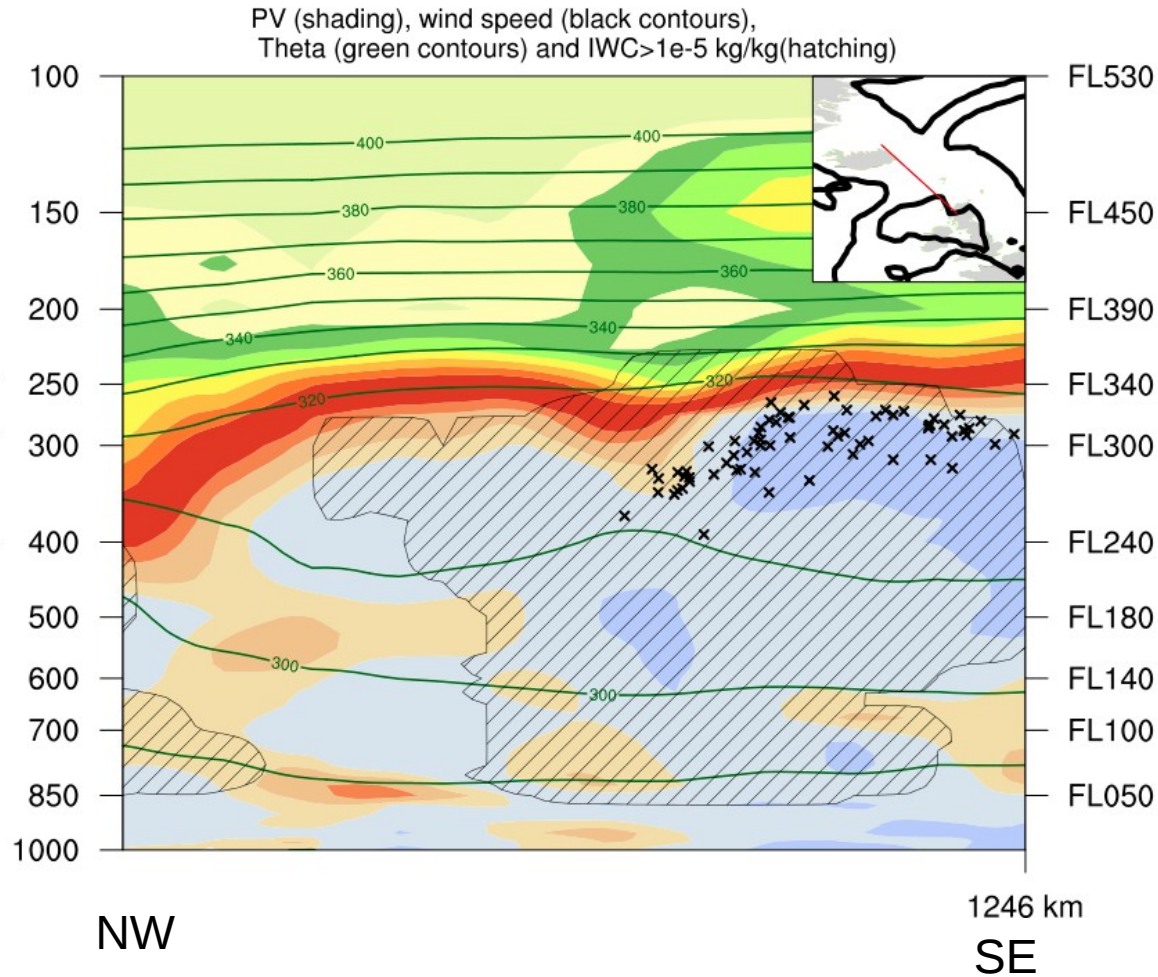 PV (shading), wind speed (black contours),
Theta (green contours) and IWC>1e-5 kg/kg(hatching)
100
FL530
400
400
150
380
380
FL450
360
360
200
340
340
FL390
250
320
320
FL340
300
FL300
400
FL240
500
FL180
300
600
300
FL140
700
FL100
850
FL050
1000
1246 km
NW
SE